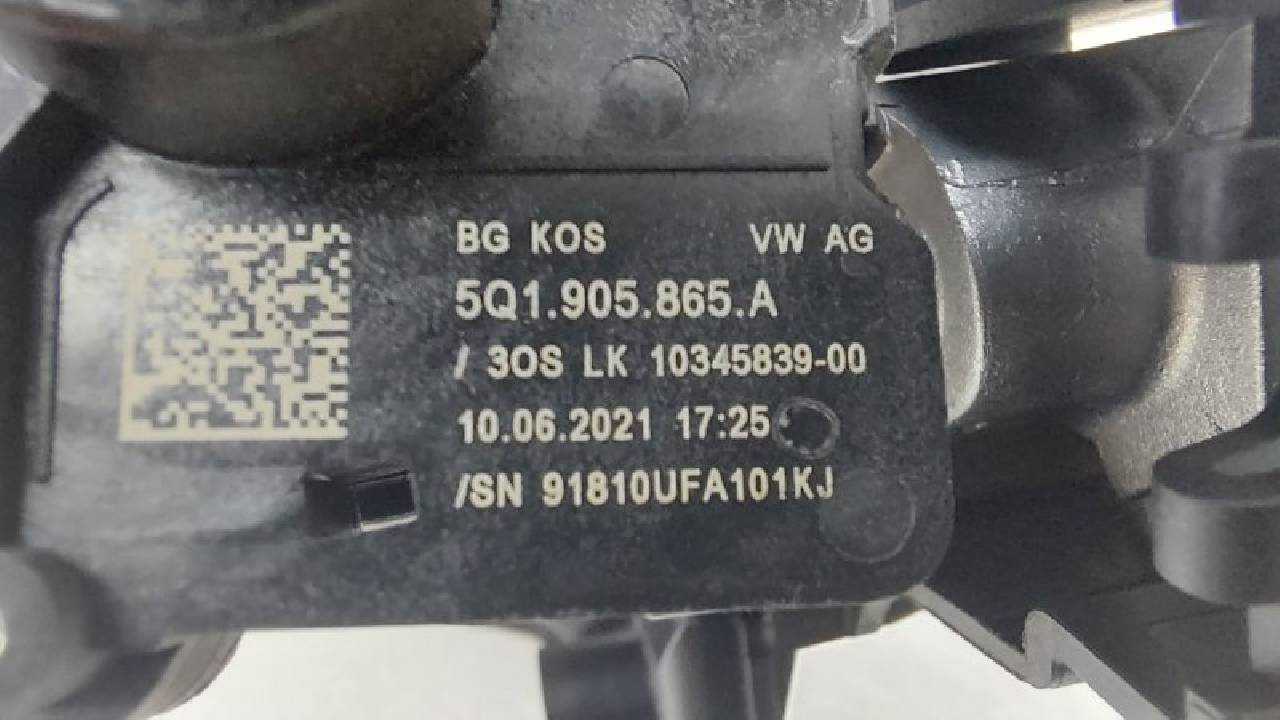 BG KOS VW AG
5Q1.905.865.A
/ 3OS LK 10345839-00
10.06.2021 17:25
/SN 91810UFA101KJ